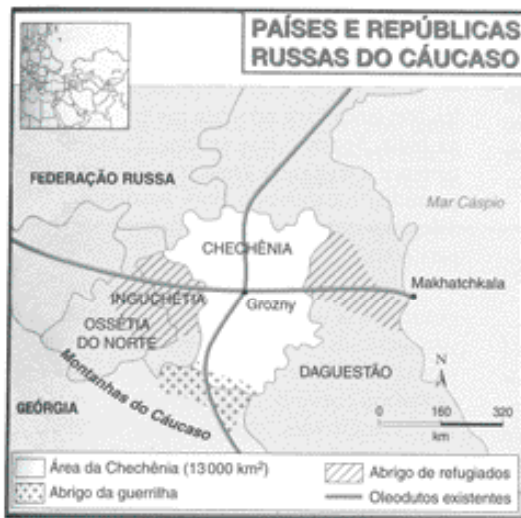 PAÍSES E REPÚBLICAS
RUSSAS DO CÁUCASO
FEDERAÇÃO RUSSA
Mar Cáspio
CHECHÊNIA
Makhatchkala
INGUCHÉTIA
Grozny
OSSÉTIA
DO NORTE
DAGUESTÃO
N
Montanhas do Cáucaso
GEÓRGIA
0 160 320
km
Área da Chechênia (13 000 km²)
Abrigo de refugiados
Abrigo da guerrilha
Oleodutos existentes